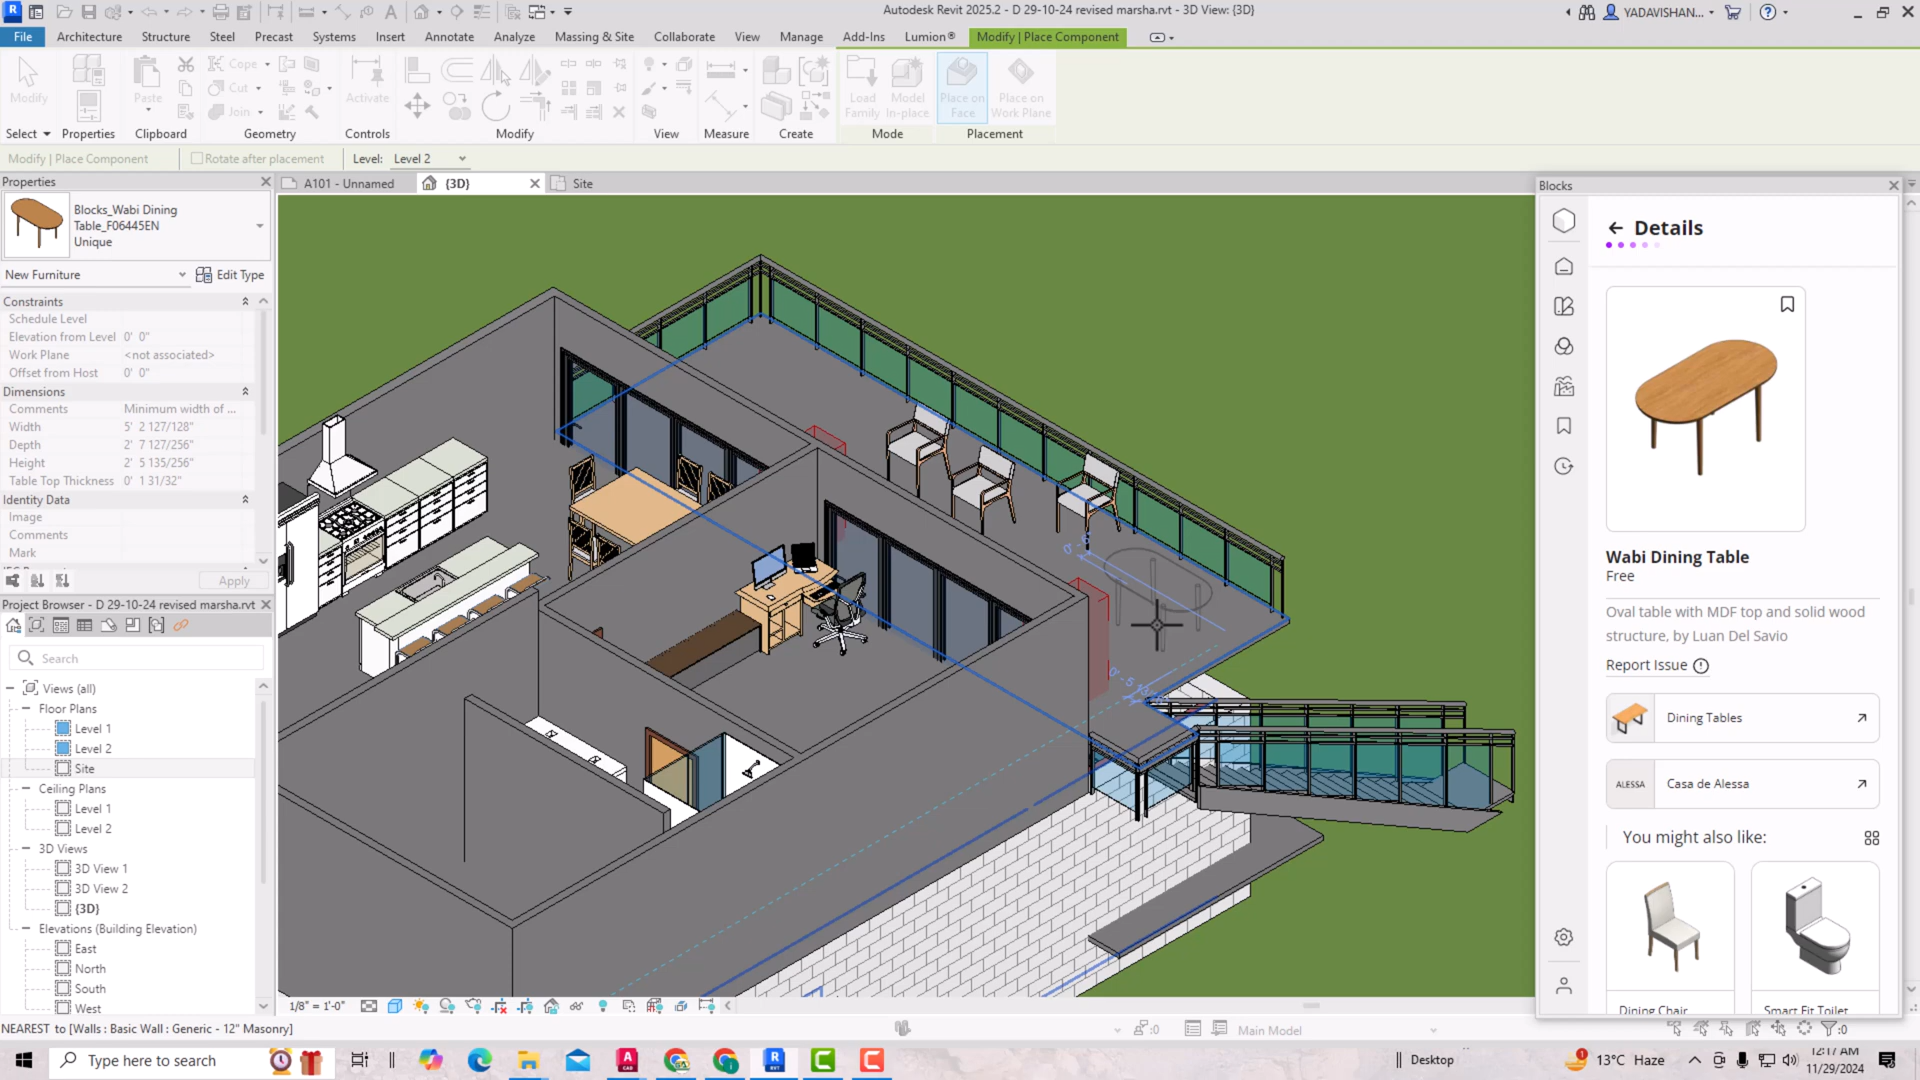 Autodesk Revit 2025.2 - D 29-10-24 revised marsha.rvt - 3D View: {3D}
YADAVISHAN...
File Architecture Structure Steel Precast Systems Insert Annotate Analyze Massing & Site Collaborate View Manage Add-Ins Lumion® Modify | Place Component
Modify
Paste
Cope
Cut
Join
Activate
Load Family
Model In-place
Place on Face
Place on Work Plane
Select Properties Clipboard Geometry Controls Modify View Measure Create Mode Placement
Modify | Place Component
Rotate after placement
Level: Level 2
Properties
A101 - Unnamed
{3D}
Site
Blocks_Wabi Dining
Table_F06445EN
Unique
New Furniture
Edit Type
Constraints
Schedule Level
Elevation from Level 0' 0"
Work Plane <not associated>
Offset from Host 0' 0"
Dimensions
Comments Minimum width of ...
Width 5' 2 127/128"
Depth 2' 7 127/256"
Height 2' 5 135/256"
Table Top Thickness 0' 1 31/32"
Identity Data
Image
Comments
Mark
Apply
Project Browser - D 29-10-24 revised marsha.rvt
Search
Views (all)
Floor Plans
Level 1
Level 2
Site
Ceiling Plans
Level 1
Level 2
3D Views
3D View 1
3D View 2
{3D}
Elevations (Building Elevation)
East
North
South
West
1/8" = 1'-0"
NEAREST to [Walls : Basic Wall : Generic - 12" Masonry]
:0
Main Model
:0
Blocks
Details
Wabi Dining Table
Free
Oval table with MDF top and solid wood
structure, by Luan Del Savio
Report Issue
Dining Tables
ALESSA
Casa de Alessa
You might also like:
Dining Chair
Smart Fit Toilet
Type here to search
Desktop
13°C Haze
12:17 AM
11/29/2024